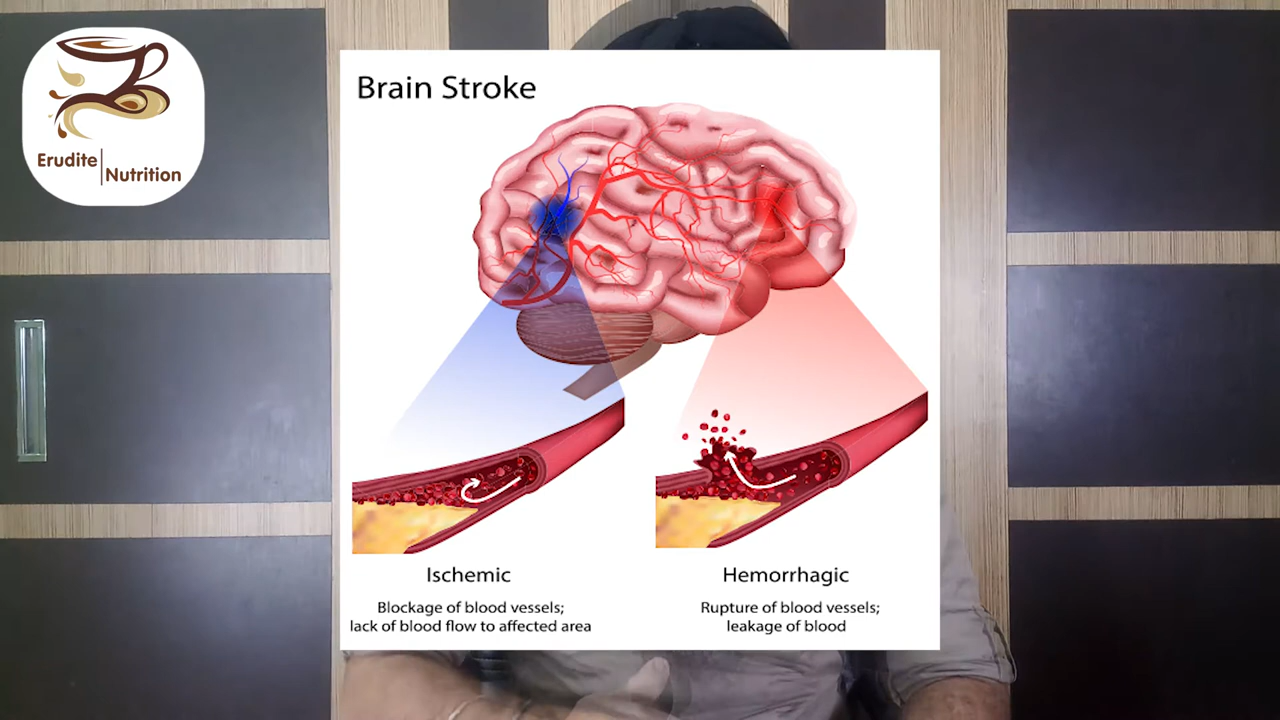 Erudite
Nutrition
Brain Stroke
Ischemic
Blockage of blood vessels;
lack of blood flow to affected area
Hemorrhagic
Rupture of blood vessels;
leakage of blood